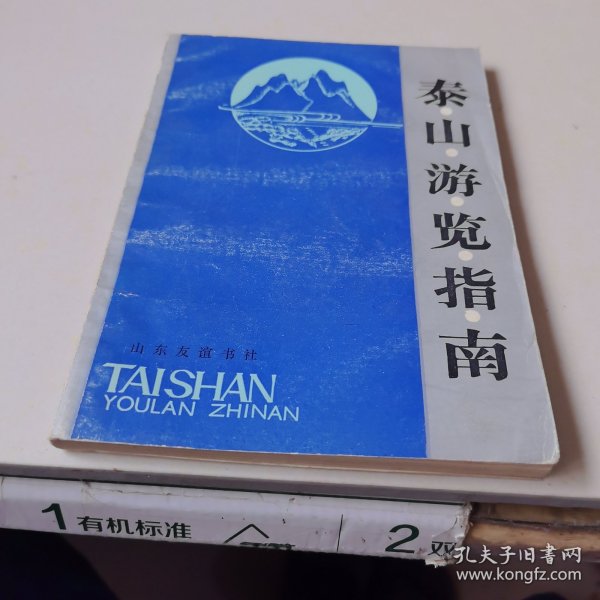 泰·山·游·览·指·南
山东友谊书社
TAISHAN
YOULAN ZHINAN
1 有机标准
2 双
孔夫子旧书网
www.kongfz.com